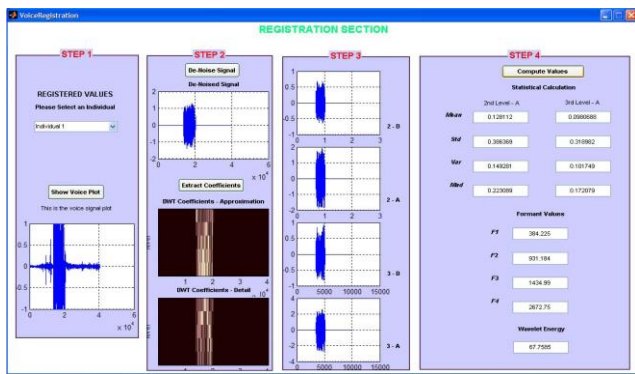 VoiceRegistration
REGISTRATION SECTION
STEP 1
REGISTERED VALUES
Please Select an Individual
Individual 1
Show Voice Plot
This is the voice signal plot
1
0.5
0
-0.5
-1
0 2 4 6
x 10^4
STEP 2
De-Noise Signal
De-Noised Signal
2
1
0
-1
-2
0 2 4 6
x 10^4
Extract Coefficients
DWT Coefficients - Approximation
x 10^4
DWT Coefficients - Detail
STEP 3
1
0.5
0
-0.5
-1
0 1 2 3
2 - B
x 10^4
2
1
0
-1
-2
0 1 2 3
2 - A
x 10^4
1
0.5
0
-0.5
-1
0 5000 10000 15000
3 - B
4
2
0
-2
-4
0 5000 10000 15000
3 - A
STEP 4
Compute Values
Statistical Calculation
2nd Level - A 3rd Level - A
Mean 0.128112 0.0980688
Std 0.386369 0.318982
Var 0.149281 0.101749
Med 0.223089 0.172079
Formant Values
F1 384.225
F2 931.184
F3 1434.99
F4 2672.75
Wavelet Energy
67.7585